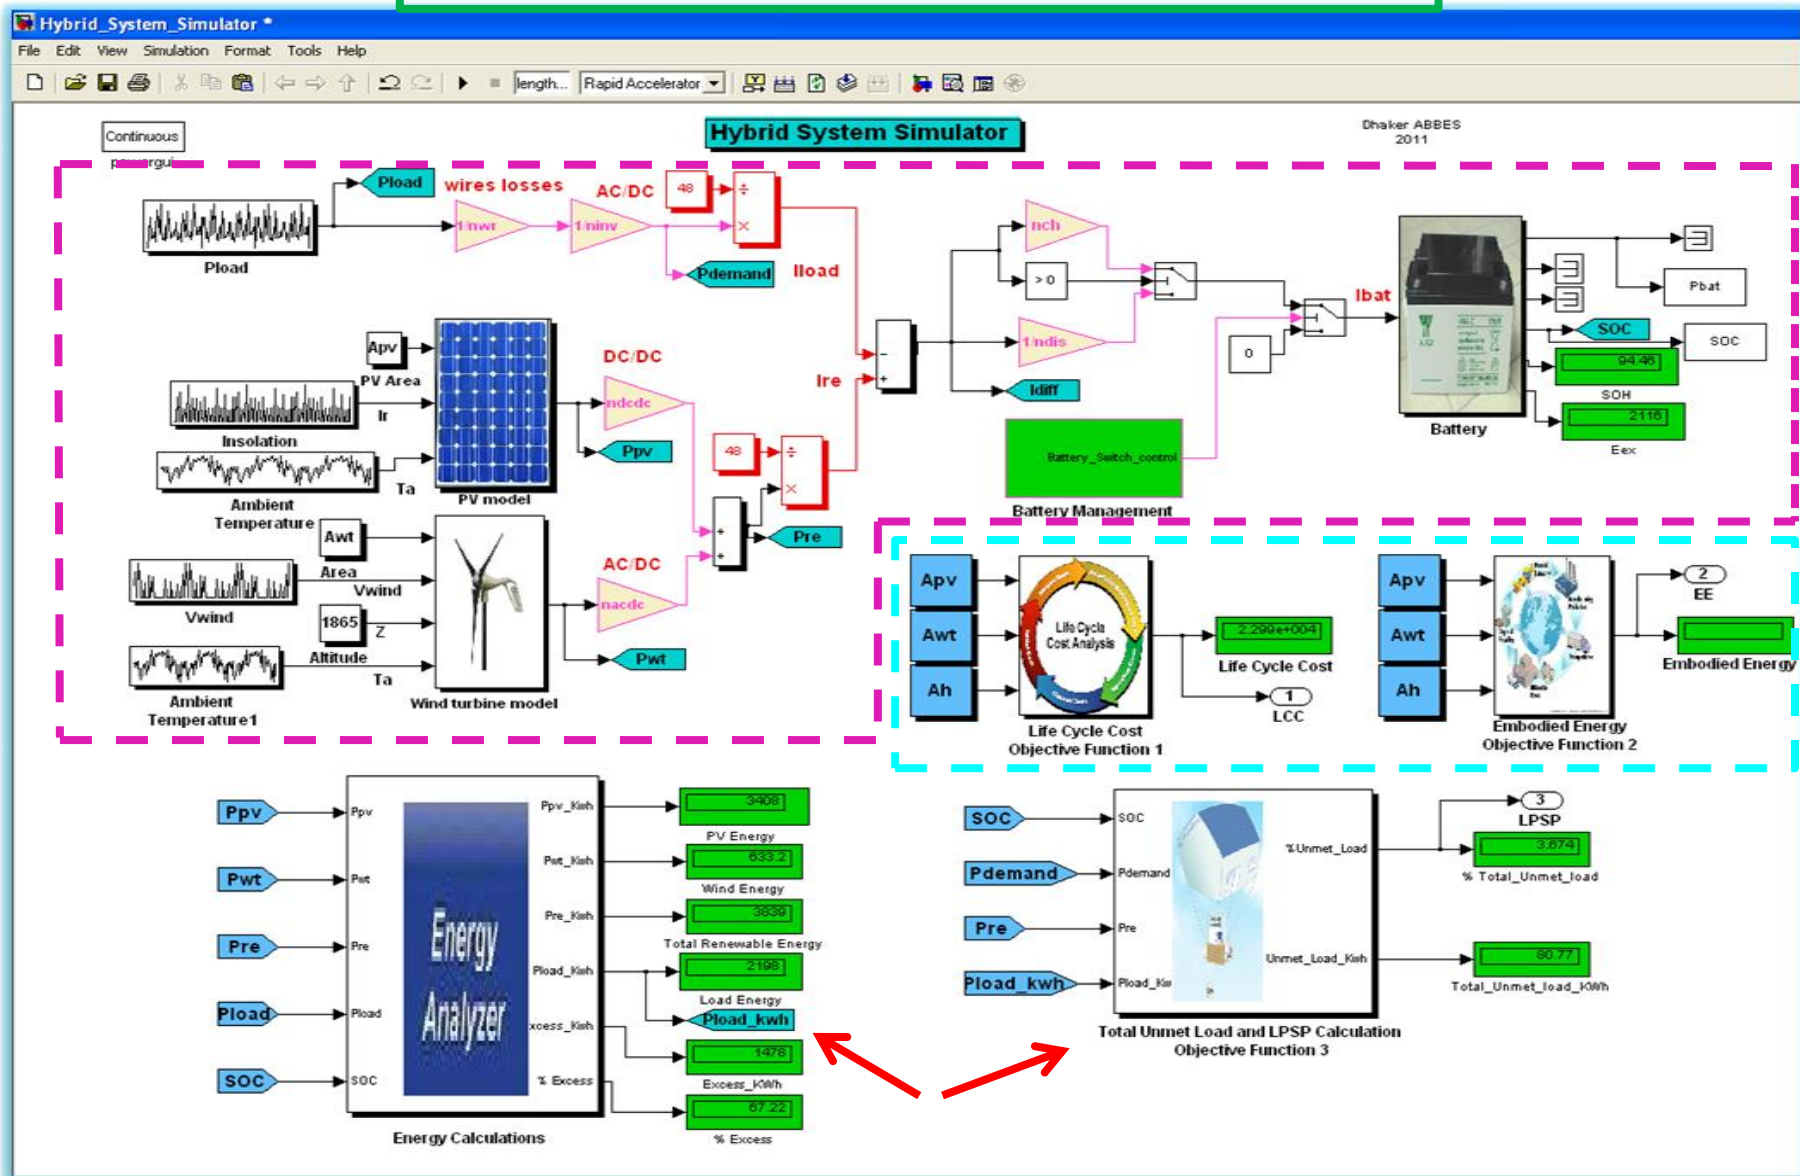 Hybrid_System_Simulator *
File Edit View Simulation Format Tools Help
length... Rapid Accelerator
Continuous
powergui
Hybrid System Simulator
Dhaker ABBES
2011
Pload
wires losses
AC/DC
48
÷
×
1/nwr
1/ninv
Pload
Pdemand
Iload
nch
> 0
1/ndis
Idiff
Ibat
0
Pbat
SOC
SOC
94.46
SOH
2116
Eex
Battery
Apv
PV Area
Ir
Insolation
Ta
Ambient
Temperature
PV model
DC/DC
ndcdc
Ppv
Ire
-
+
48
÷
×
+
+
Pre
Battery_Switch_control
Battery Management
Awt
Area
Vwind
Vwind
1865
Z
Altitude
Ta
Ambient
Temperature1
Wind turbine model
AC/DC
nacdc
Pwt
Apv
Awt
Ah
Life Cycle
Cost Analysis
2.299e+004
Life Cycle Cost
1
LCC
Life Cycle Cost
Objective Function 1
Apv
Awt
Ah
2
EE
Embodied Energy
Embodied Energy
Objective Function 2
Ppv
Pwt
Pre
Pload
SOC
Ppv
Pwt
Pre
Pload
SOC
Energy
Analyzer
Ppv_Kwh
Pwt_Kwh
Pre_Kwh
Pload_Kwh
xcess_Kwh
% Excess
3408
PV Energy
633.2
Wind Energy
3839
Total Renewable Energy
2198
Load Energy
Pload_kwh
1478
Excess_KWh
67.22
% Excess
Energy Calculations
SOC
Pdemand
Pre
Pload_kwh
SOC
Pdemand
Pre
Pload_Kw
%Unmet_Load
Unmet_Load_Kwh
3
LPSP
3.674
% Total_Unmet_load
80.77
Total_Unmet_load_KWh
Total Unmet Load and LPSP Calculation
Objective Function 3